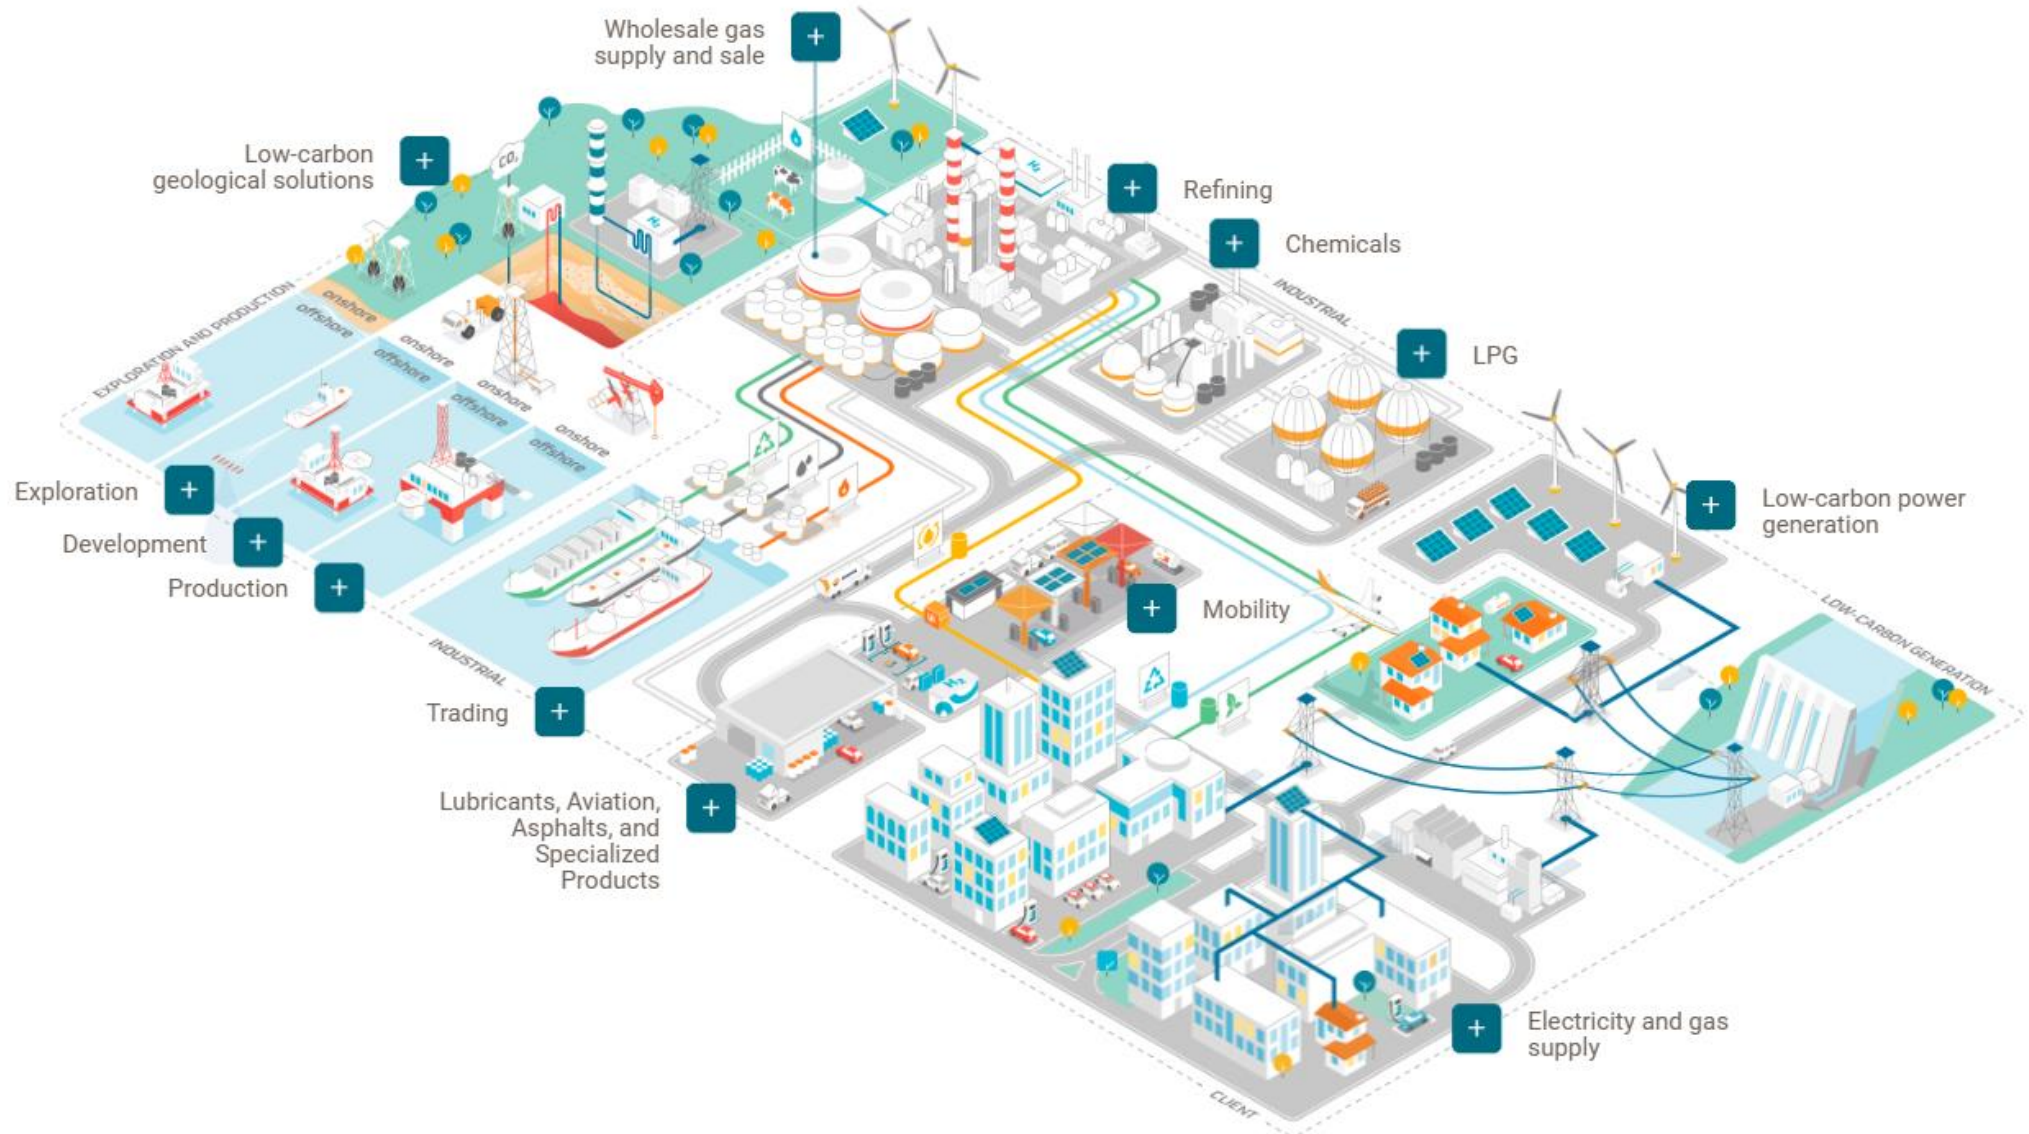 Wholesale gas
supply and sale
+
Low-carbon
geological solutions
+
CO₂
H₂
H₂
+
Refining
+
Chemicals
INDUSTRIAL
+
LPG
EXPLORATION AND PRODUCTION
onshore
offshore
onshore
offshore
onshore
offshore
onshore
offshore
Exploration
+
Development
+
Production
+
+
Low-carbon power
generation
+
Mobility
LOW-CARBON GENERATION
INDUSTRIAL
H₂
Trading
+
Lubricants, Aviation,
Asphalts, and
Specialized
Products
+
+
Electricity and gas
supply
CLIENT